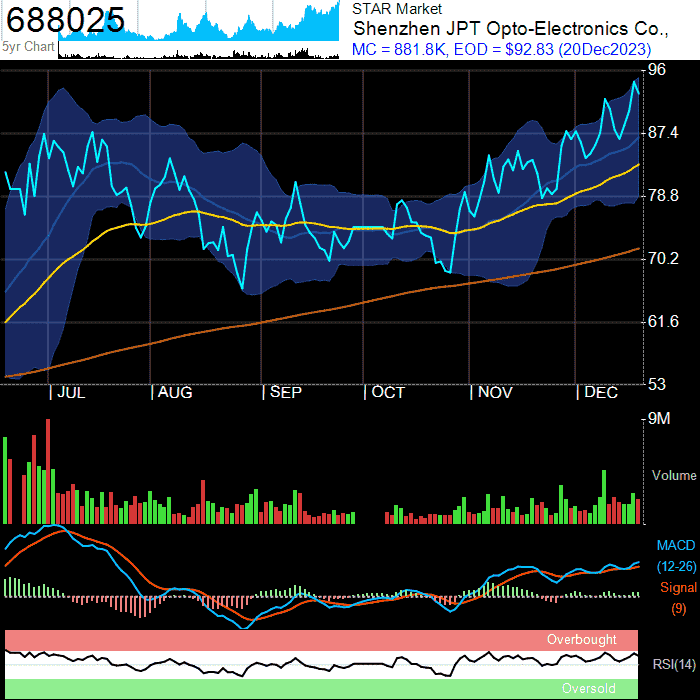 688025
5yr Chart
STAR Market
Shenzhen JPT Opto-Electronics Co.,
MC = 881.8K, EOD = $92.83 (20Dec2023)
96
87.4
78.8
70.2
61.6
53
JUL AUG SEP OCT NOV DEC
9M
Volume
MACD
(12-26)
Signal
(9)
Overbought
RSI(14)
Oversold